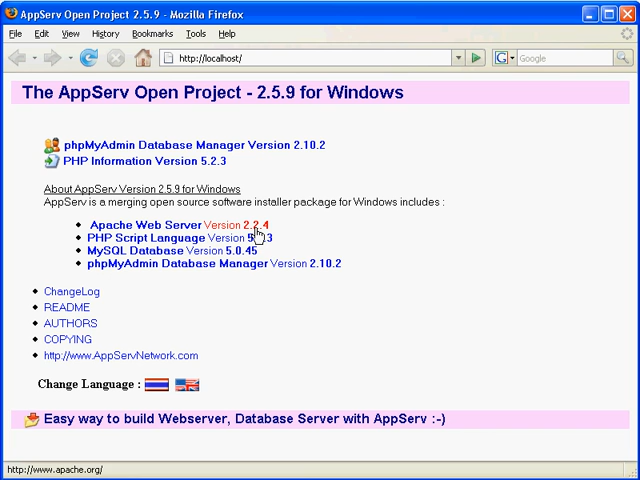 AppServ Open Project 2.5.9 - Mozilla Firefox
File Edit View History Bookmarks Tools Help
http://localhost/
Google
The AppServ Open Project - 2.5.9 for Windows
phpMyAdmin Database Manager Version 2.10.2
PHP Information Version 5.2.3
About AppServ Version 2.5.9 for Windows
AppServ is a merging open source software installer package for Windows includes :
Apache Web Server Version 2.2.4
PHP Script Language Version
MySQL Database Version 5.0.45
phpMyAdmin Database Manager Version 2.10.2
ChangeLog
README
AUTHORS
COPYING
http://www.AppServNetwork.com
Change Language :
Easy way to build Webserver, Database Server with AppServ :-)
http://www.apache.org/